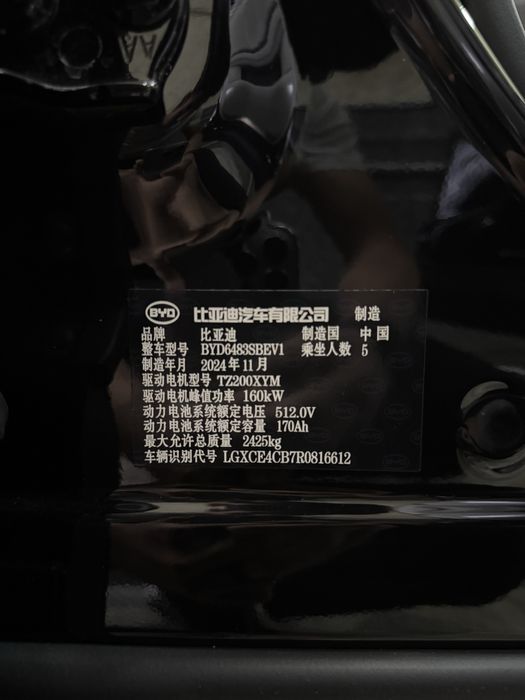 BYD 比亚迪汽车有限公司 制造
品牌 比亚迪 制造国 中国
整车型号 BYD6483SBEV1 乘坐人数 5
制造年月 2024年11月
驱动电机型号 TZ200XYM
驱动电机峰值功率 160kW
动力电池系统额定电压 512.0V
动力电池系统额定容量 170Ah
最大允许总质量 2425kg
车辆识别代号 LGXCE4CB7R0816612